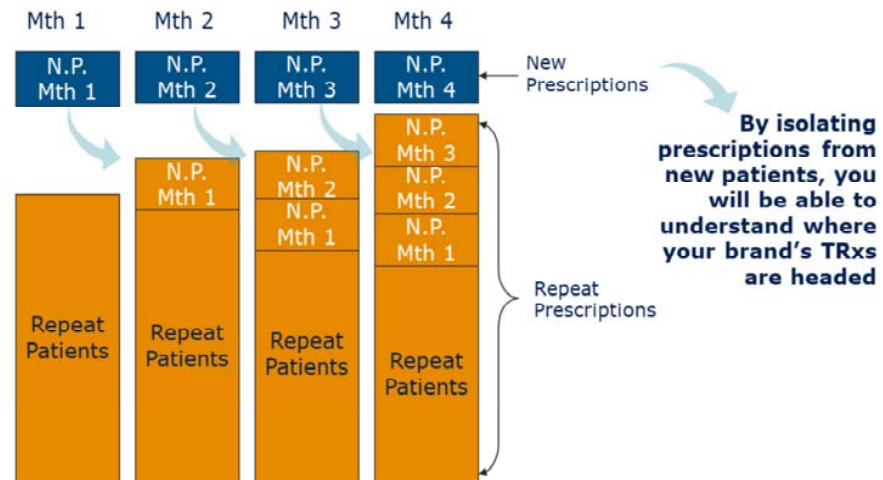 Mth 1
Mth 2
Mth 3
Mth 4
N.P.
Mth 1
N.P.
Mth 2
N.P.
Mth 3
N.P.
Mth 4
New
Prescriptions
N.P.
Mth 1
N.P.
Mth 2
N.P.
Mth 1
N.P.
Mth 3
N.P.
Mth 2
N.P.
Mth 1
By isolating
prescriptions from
new patients, you
will be able to
understand where
your brand's TRxs
are headed
Repeat
Prescriptions
Repeat
Patients
Repeat
Patients
Repeat
Patients
Repeat
Patients